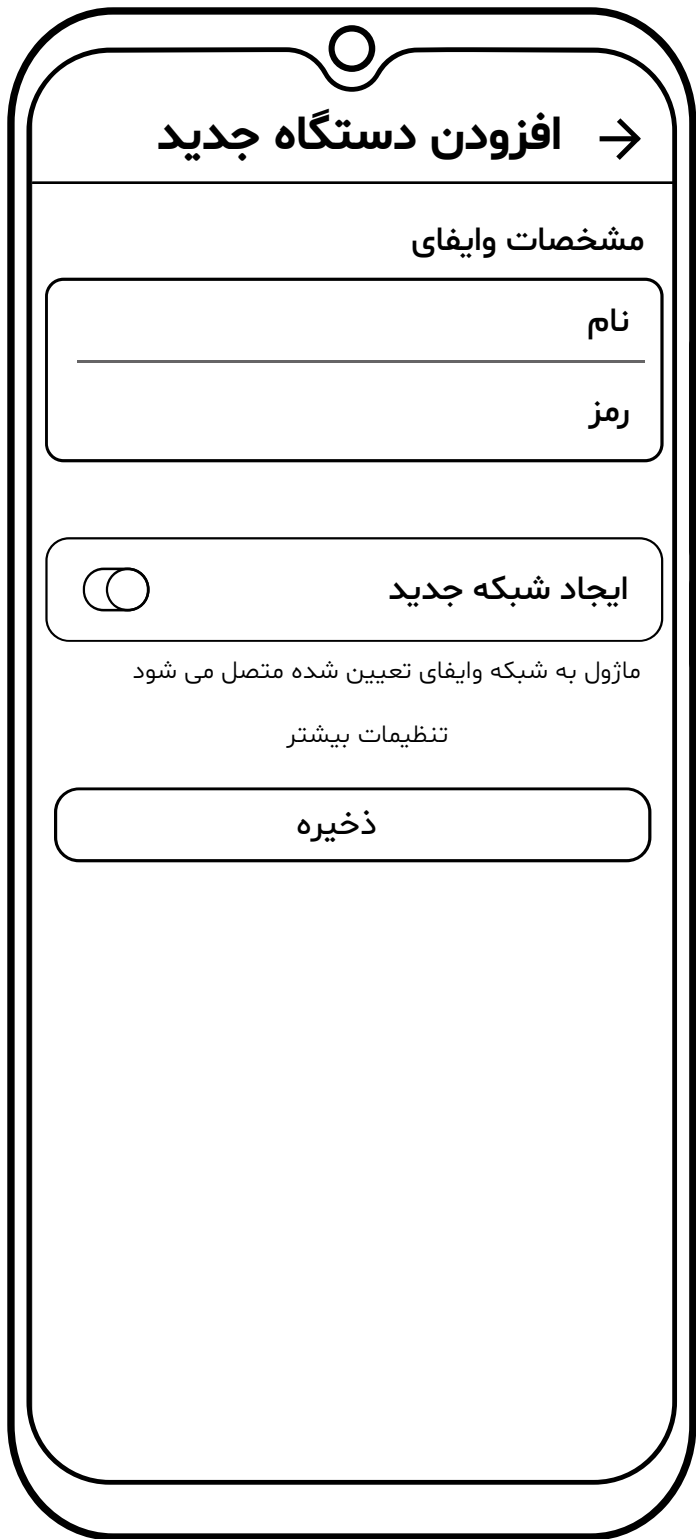 افزودن دستگاه جدید
مشخصات وایفای
نام
رمز
ایجاد شبکه جدید
ماژول به شبکه وایفای تعیین شده متصل می شود
تنظیمات بیشتر
ذخیره